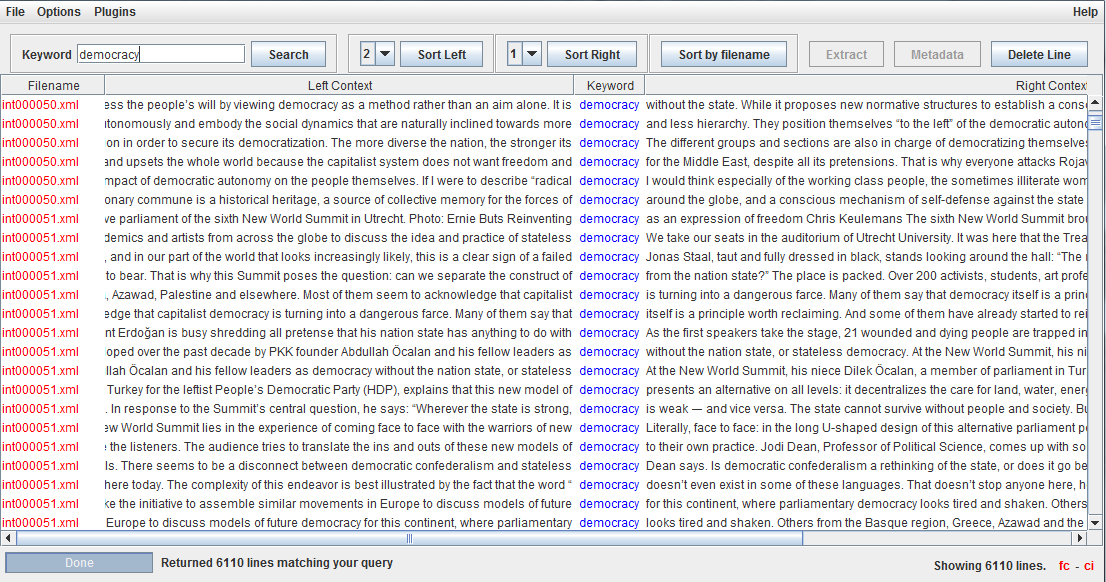 File Options Plugins Help
Keyword democracy Search 2 Sort Left 1 Sort Right Sort by filename Extract Metadata Delete Line
Filename Left Context Keyword Right Context
int000050.xml ess the people's will by viewing democracy as a method rather than an aim alone. It is democracy without the state. While it proposes new normative structures to establish a cons
int000050.xml tonomously and embody the social dynamics that are naturally inclined towards more democracy and less hierarchy. They position themselves “to the left” of the democratic auton
int000050.xml on in order to secure its democratization. The more diverse the nation, the stronger its democracy The different groups and sections are also in charge of democratizing themselve
int000050.xml and upsets the whole world because the capitalist system does not want freedom and democracy for the Middle East, despite all its pretensions. That is why everyone attacks Rojav
int000050.xml mpact of democratic autonomy on the people themselves. If I were to describe “radical democracy I would think especially of the working class people, the sometimes illiterate wom
int000050.xml onary commune is a historical heritage, a source of collective memory for the forces of democracy around the globe, and a conscious mechanism of self-defense against the state
int000051.xml ve parliament of the sixth New World Summit in Utrecht. Photo: Ernie Buts Reinventing democracy as an expression of freedom Chris Keulemans The sixth New World Summit brou
int000051.xml demics and artists from across the globe to discuss the idea and practice of stateless democracy We take our seats in the auditorium of Utrecht University. It was here that the Trea
int000051.xml , and in our part of the world that looks increasingly likely, this is a clear sign of a failed democracy Jonas Staal, taut and fully dressed in black, stands looking around the hall: “The
int000051.xml to bear. That is why this Summit poses the question: can we separate the construct of democracy from the nation state?” The place is packed. Over 200 activists, students, art profe
int000051.xml , Azawad, Palestine and elsewhere. Most of them seem to acknowledge that capitalist democracy is turning into a dangerous farce. Many of them say that democracy itself is a prin
int000051.xml edge that capitalist democracy is turning into a dangerous farce. Many of them say that democracy itself is a principle worth reclaiming. And some of them have already started to rei
int000051.xml nt Erdoğan is busy shredding all pretense that his nation state has anything to do with democracy As the first speakers take the stage, 21 wounded and dying people are trapped in
int000051.xml oped over the past decade by PKK founder Abdullah Öcalan and his fellow leaders as democracy without the nation state, or stateless democracy. At the New World Summit, his ni
int000051.xml llah Öcalan and his fellow leaders as democracy without the nation state, or stateless democracy At the New World Summit, his niece Dilek Öcalan, a member of parliament in Tur
int000051.xml Turkey for the leftist People's Democratic Party (HDP), explains that this new model of democracy presents an alternative on all levels: it decentralizes the care for land, water, ener
int000051.xml . In response to the Summit's central question, he says: “Wherever the state is strong, democracy is weak — and vice versa. The state cannot survive without people and society. Bu
int000051.xml ew World Summit lies in the experience of coming face to face with the warriors of new democracy Literally, face to face: in the long U-shaped design of this alternative parliament p
int000051.xml e the listeners. The audience tries to translate the ins and outs of these new models of democracy to their own practice. Jodi Dean, Professor of Political Science, comes up with so
int000051.xml ls. There seems to be a disconnect between democratic confederalism and stateless democracy Dean says. Is democratic confederalism a rethinking of the state, or does it go be
int000051.xml here today. The complexity of this endeavor is best illustrated by the fact that the word “ democracy doesn't even exist in some of these languages. That doesn't stop anyone here, h
int000051.xml ke the initiative to assemble similar movements in Europe to discuss models of future democracy for this continent, where parliamentary democracy looks tired and shaken. Others
int000051.xml Europe to discuss models of future democracy for this continent, where parliamentary democracy looks tired and shaken. Others from the Basque region, Greece, Azawad and the
Done Returned 6110 lines matching your query Showing 6110 lines. fc - ci